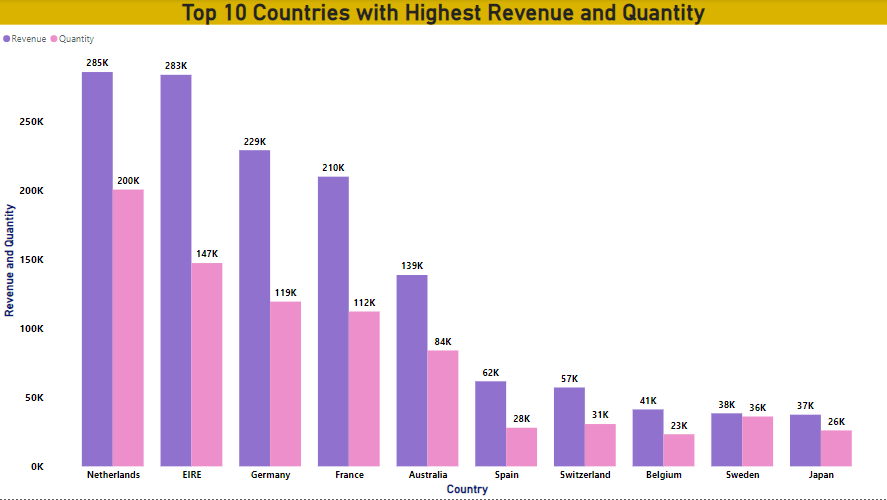 Top 10 Countries with Highest Revenue and Quantity
Revenue Quantity
285K
283K
250K
229K
210K
200K
200K
147K
150K
139K
119K
112K
100K
84K
62K
57K
50K
41K
38K
36K
37K
28K
31K
23K
26K
0K
Revenue and Quantity
Netherlands EIRE Germany France Australia Spain Switzerland Belgium Sweden Japan
Country